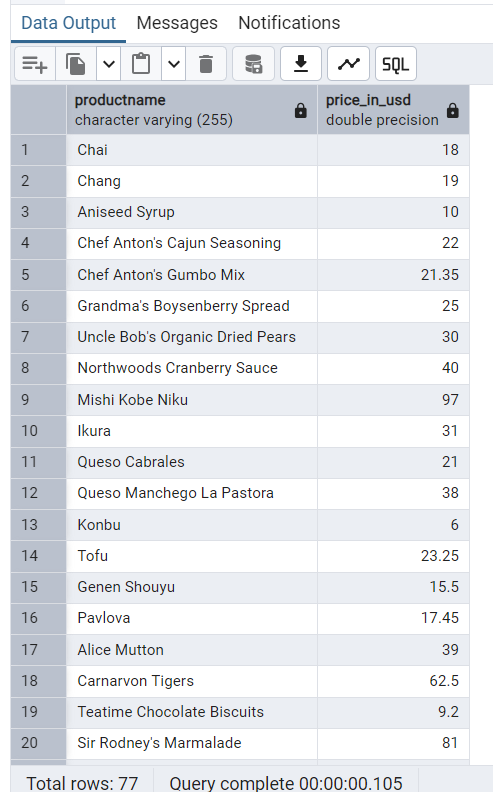 Data Output Messages Notifications
SQL
productname price_in_usd
character varying (255) double precision
1 Chai 18
2 Chang 19
3 Aniseed Syrup 10
4 Chef Anton's Cajun Seasoning 22
5 Chef Anton's Gumbo Mix 21.35
6 Grandma's Boysenberry Spread 25
7 Uncle Bob's Organic Dried Pears 30
8 Northwoods Cranberry Sauce 40
9 Mishi Kobe Niku 97
10 Ikura 31
11 Queso Cabrales 21
12 Queso Manchego La Pastora 38
13 Konbu 6
14 Tofu 23.25
15 Genen Shouyu 15.5
16 Pavlova 17.45
17 Alice Mutton 39
18 Carnarvon Tigers 62.5
19 Teatime Chocolate Biscuits 9.2
20 Sir Rodney's Marmalade 81
Total rows: 77 Query complete 00:00:00.105